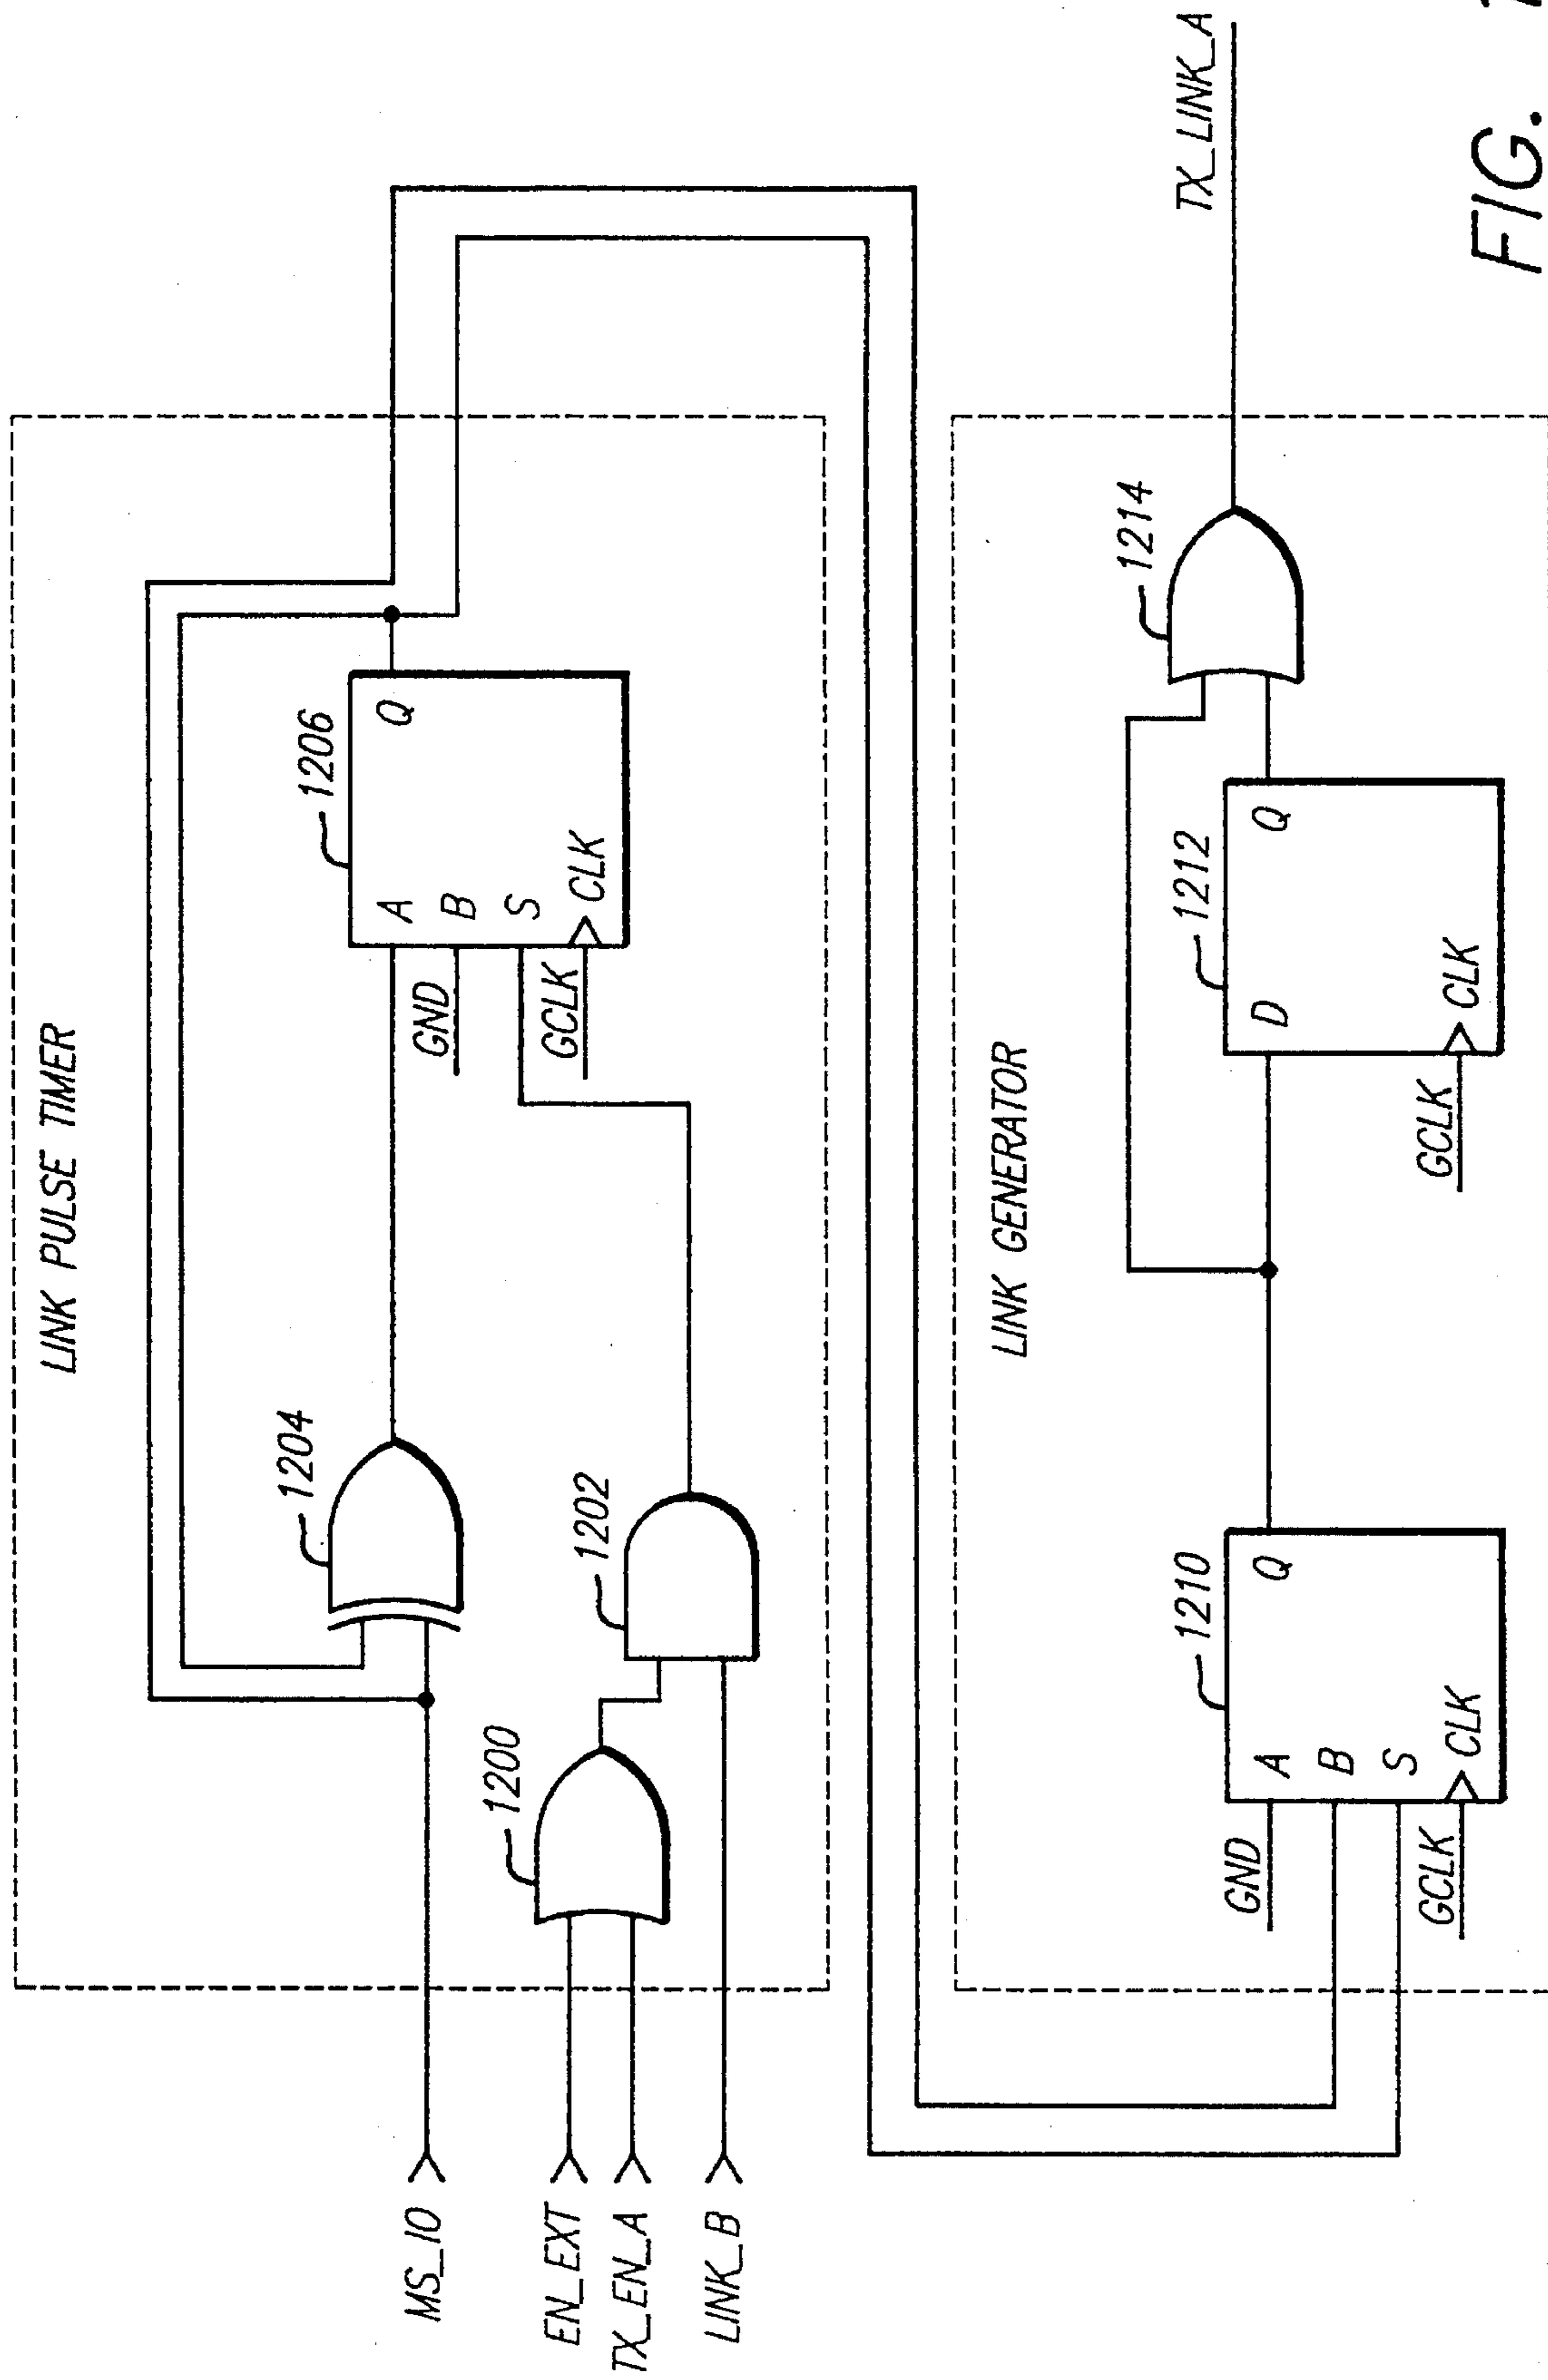 LINK PULSE TIMER
MS_IO
EN_EXT
TX_EN_A
LINK_B
1200
1202
1204
1206
A
B
S
CLK
Q
GND
GCLK
LINK GENERATOR
1210
A
B
S
CLK
Q
GND
GCLK
1212
D
CLK
Q
GCLK
1214
TX_LINK_A
FIG.